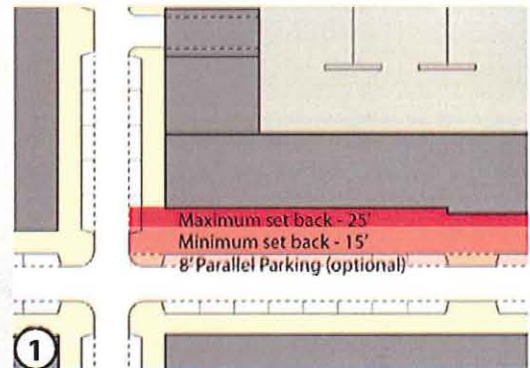 Maximum set back - 25'
Minimum set back - 15'
8' Parallel Parking (optional)
1